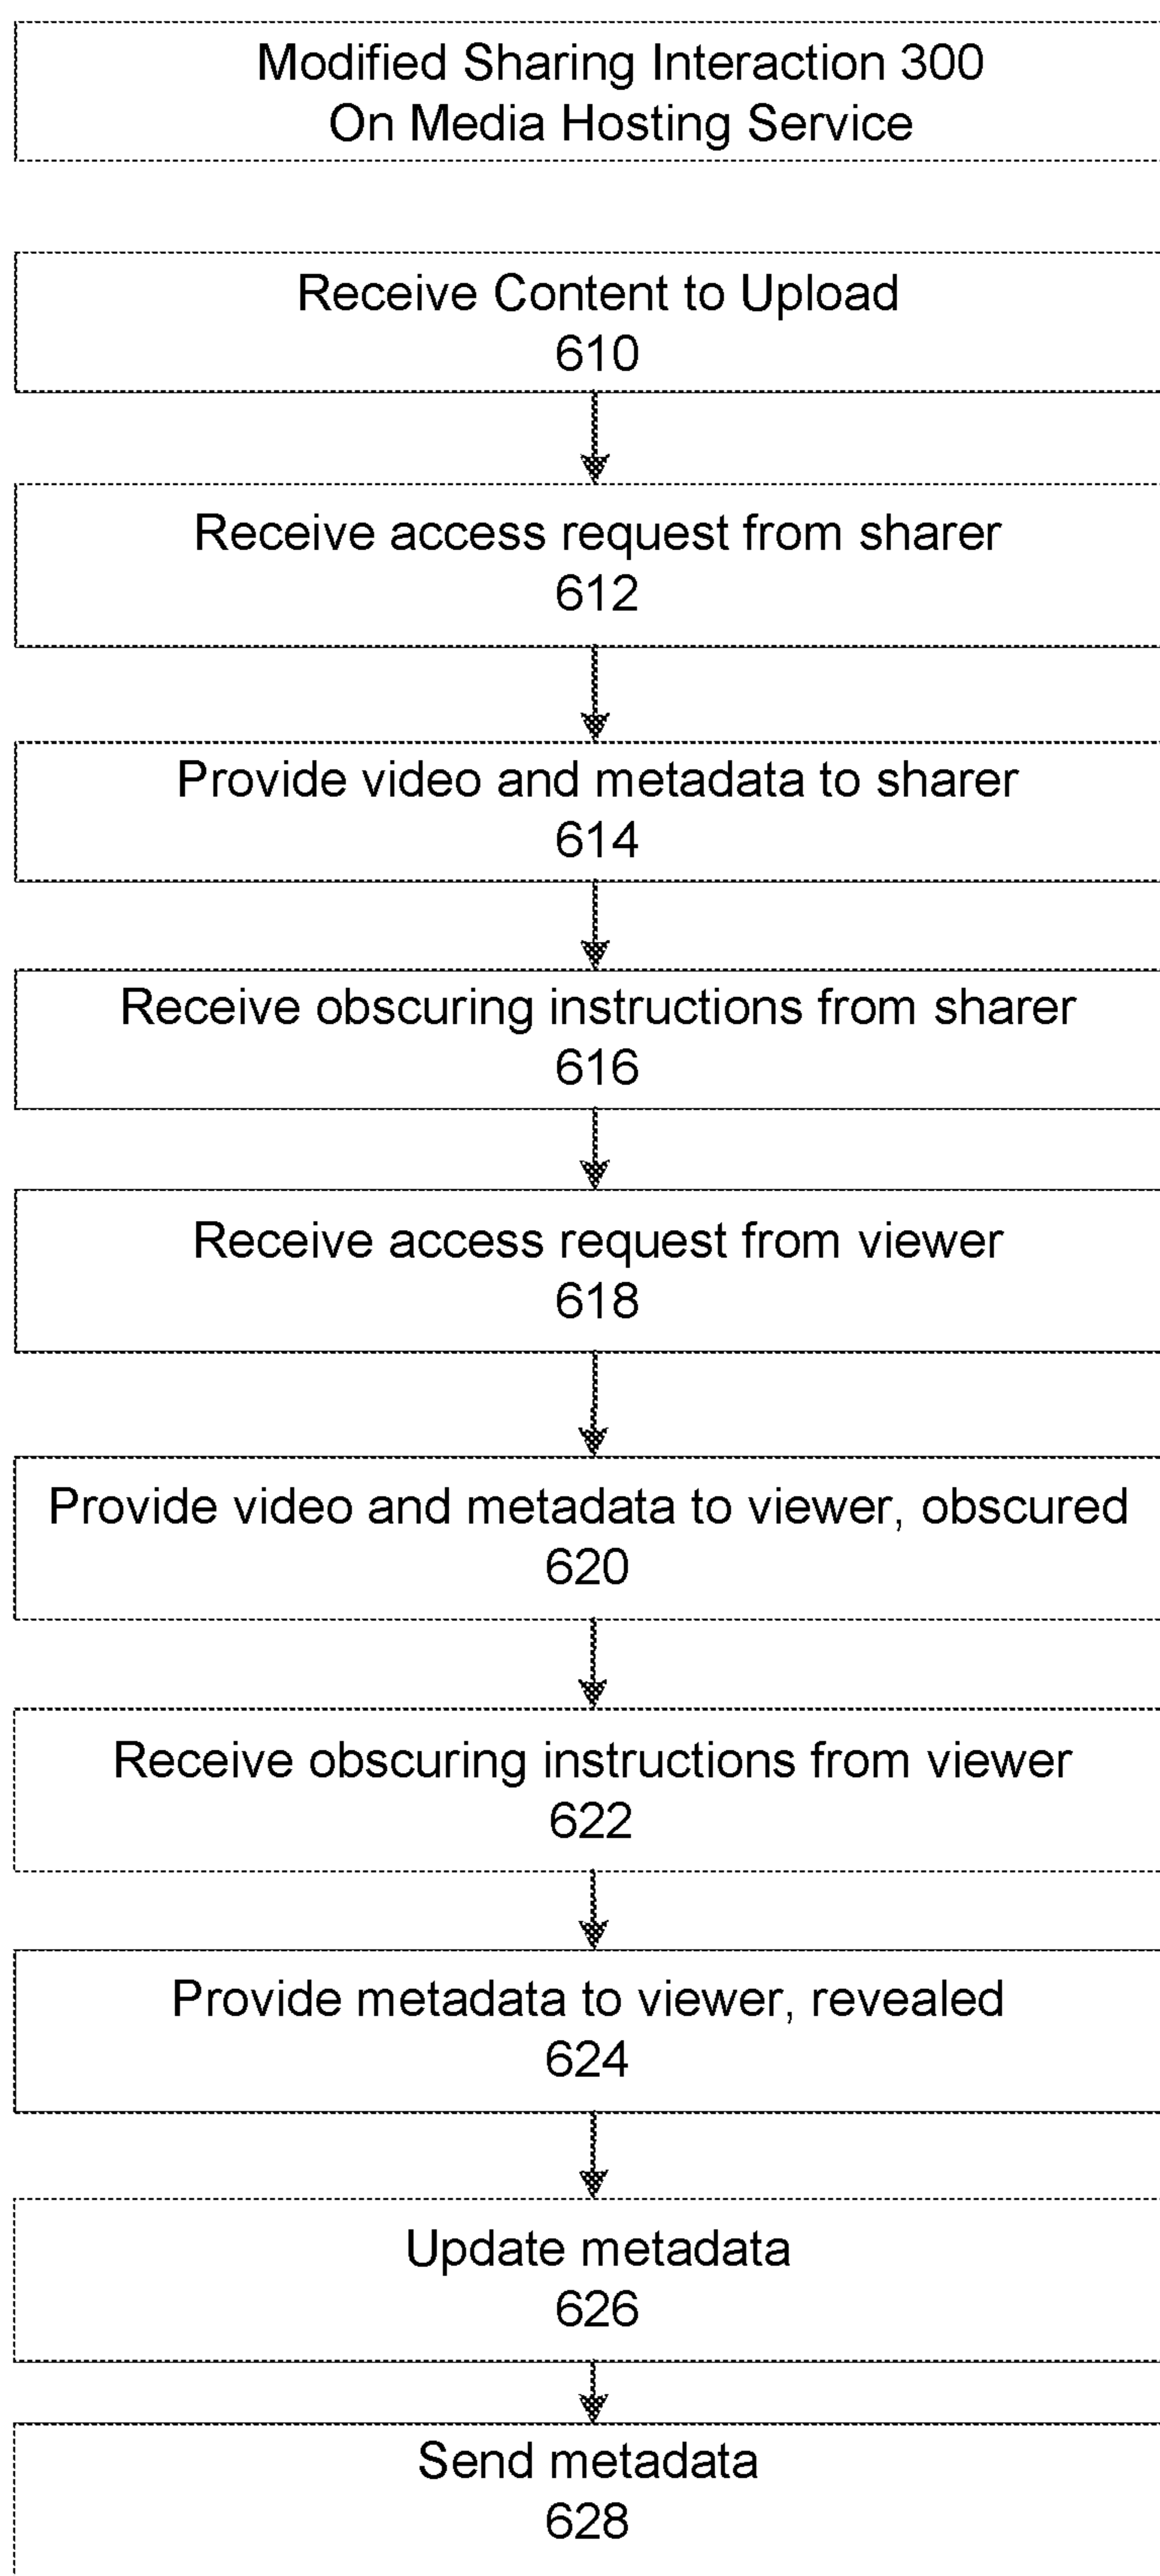 Modified Sharing Interaction 300
On Media Hosting Service
Receive Content to Upload
610
Receive access request from sharer
612
Provide video and metadata to sharer
614
Receive obscuring instructions from sharer
616
Receive access request from viewer
618
Provide video and metadata to viewer, obscured
620
Receive obscuring instructions from viewer
622
Provide metadata to viewer, revealed
624
Update metadata
626
Send metadata
628